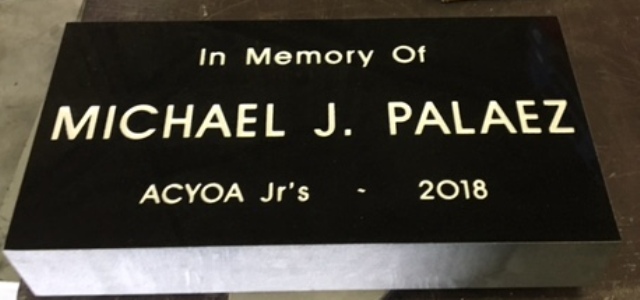 In Memory Of
MICHAEL J. PALAEZ
ACYOA Jr's ~ 2018